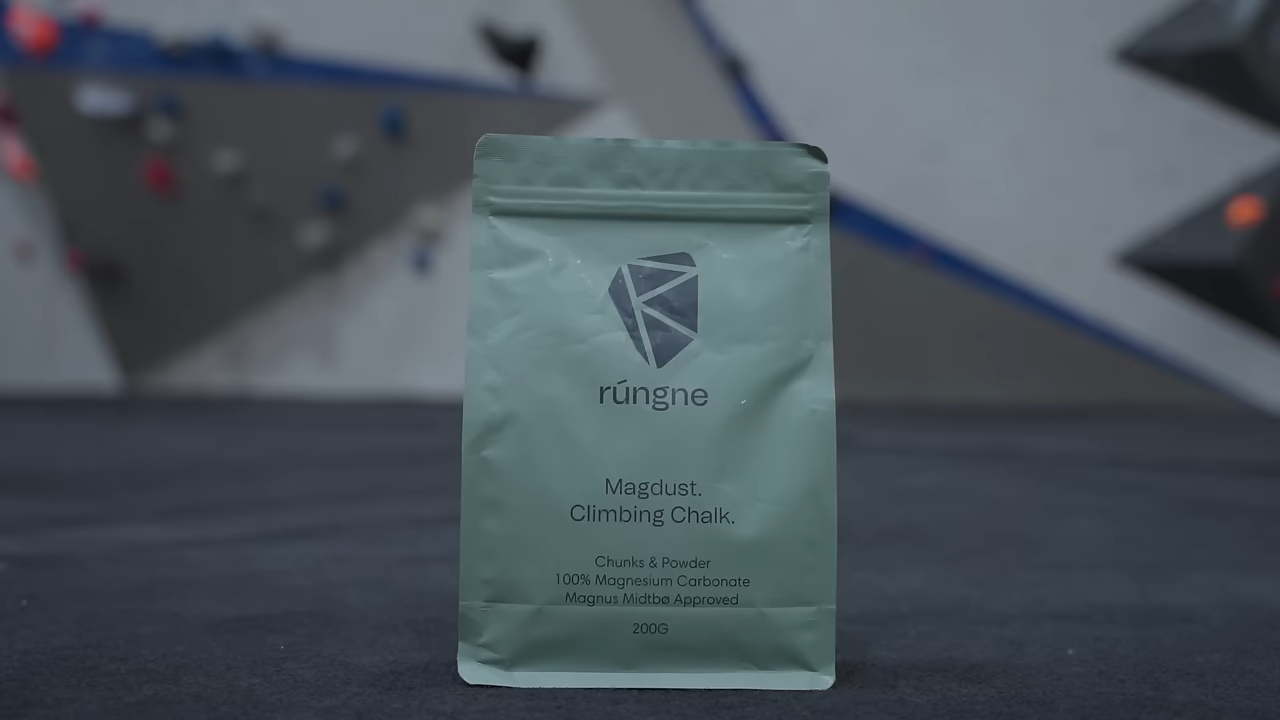 rúngne
Magdust.
Climbing Chalk.
Chunks & Powder
100% Magnesium Carbonate
Magnus Midtbø Approved
200G